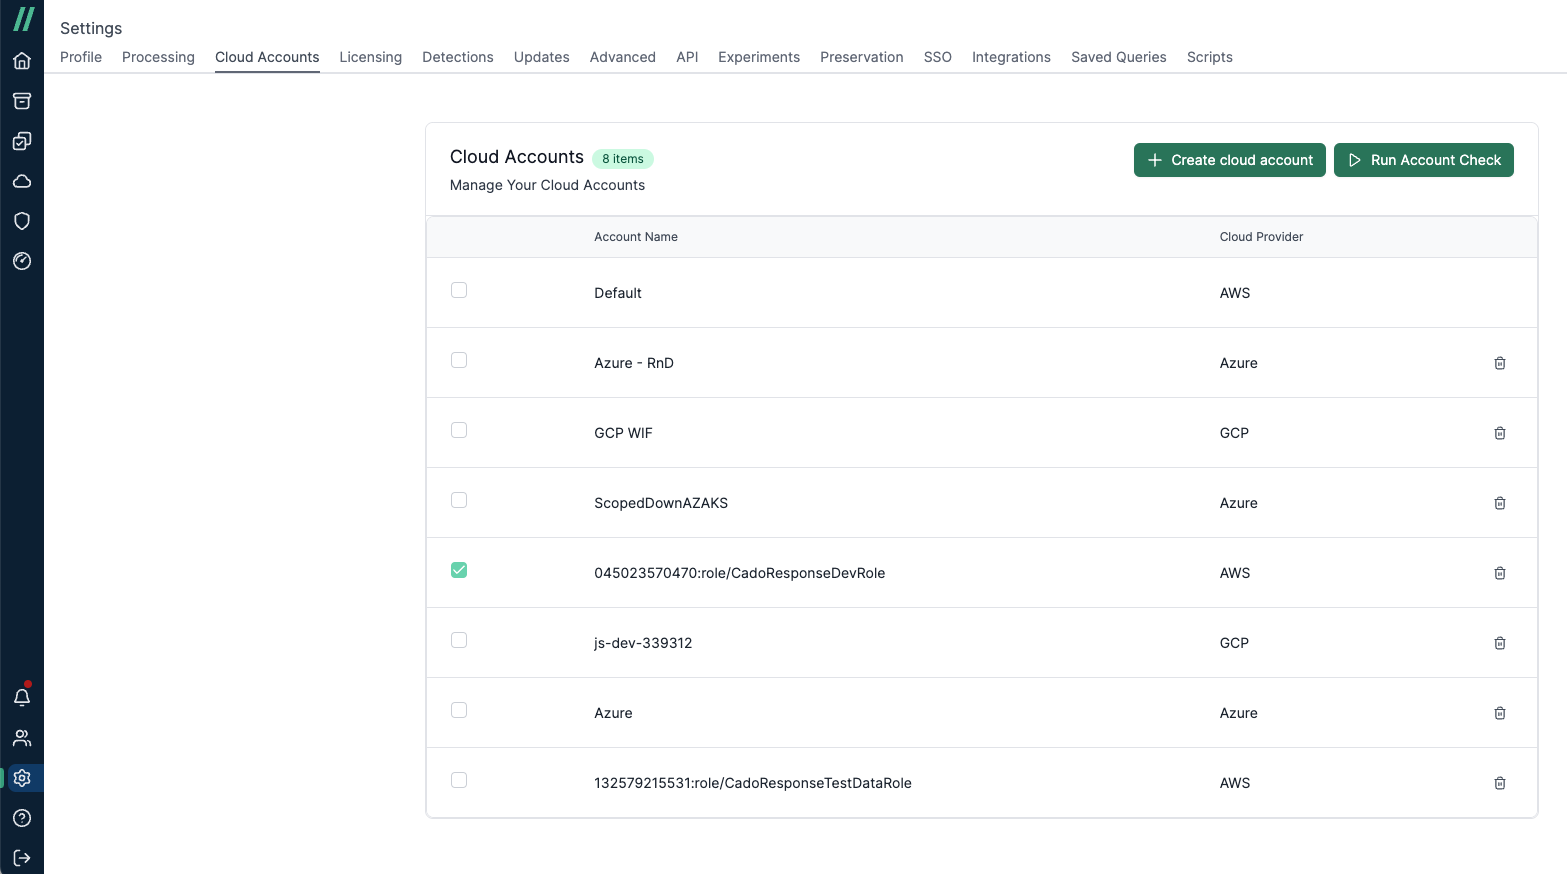 Settings
Profile Processing Cloud Accounts Licensing Detections Updates Advanced API Experiments Preservation SSO Integrations Saved Queries Scripts
Cloud Accounts 8 items
Manage Your Cloud Accounts
Create cloud account Run Account Check
Account Name Cloud Provider
Default AWS
Azure - RnD Azure
GCP WIF GCP
ScopedDownAZAKS Azure
045023570470:role/CadoResponseDevRole AWS
js-dev-339312 GCP
Azure Azure
132579215531:role/CadoResponseTestDataRole AWS